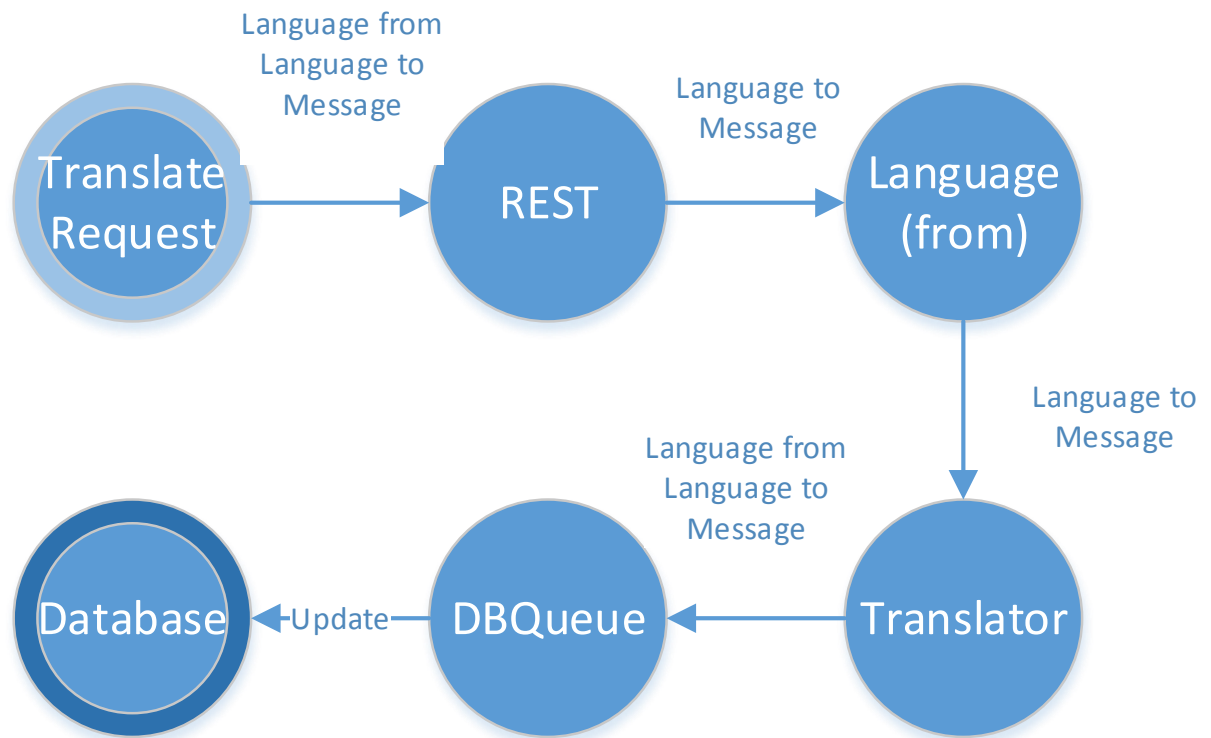 Language from
Language to
Message
Language to
Message
Translate
Request
REST
Language
(from)
Language to
Message
Language from
Language to
Message
Database
Update
DBQueue
Translator